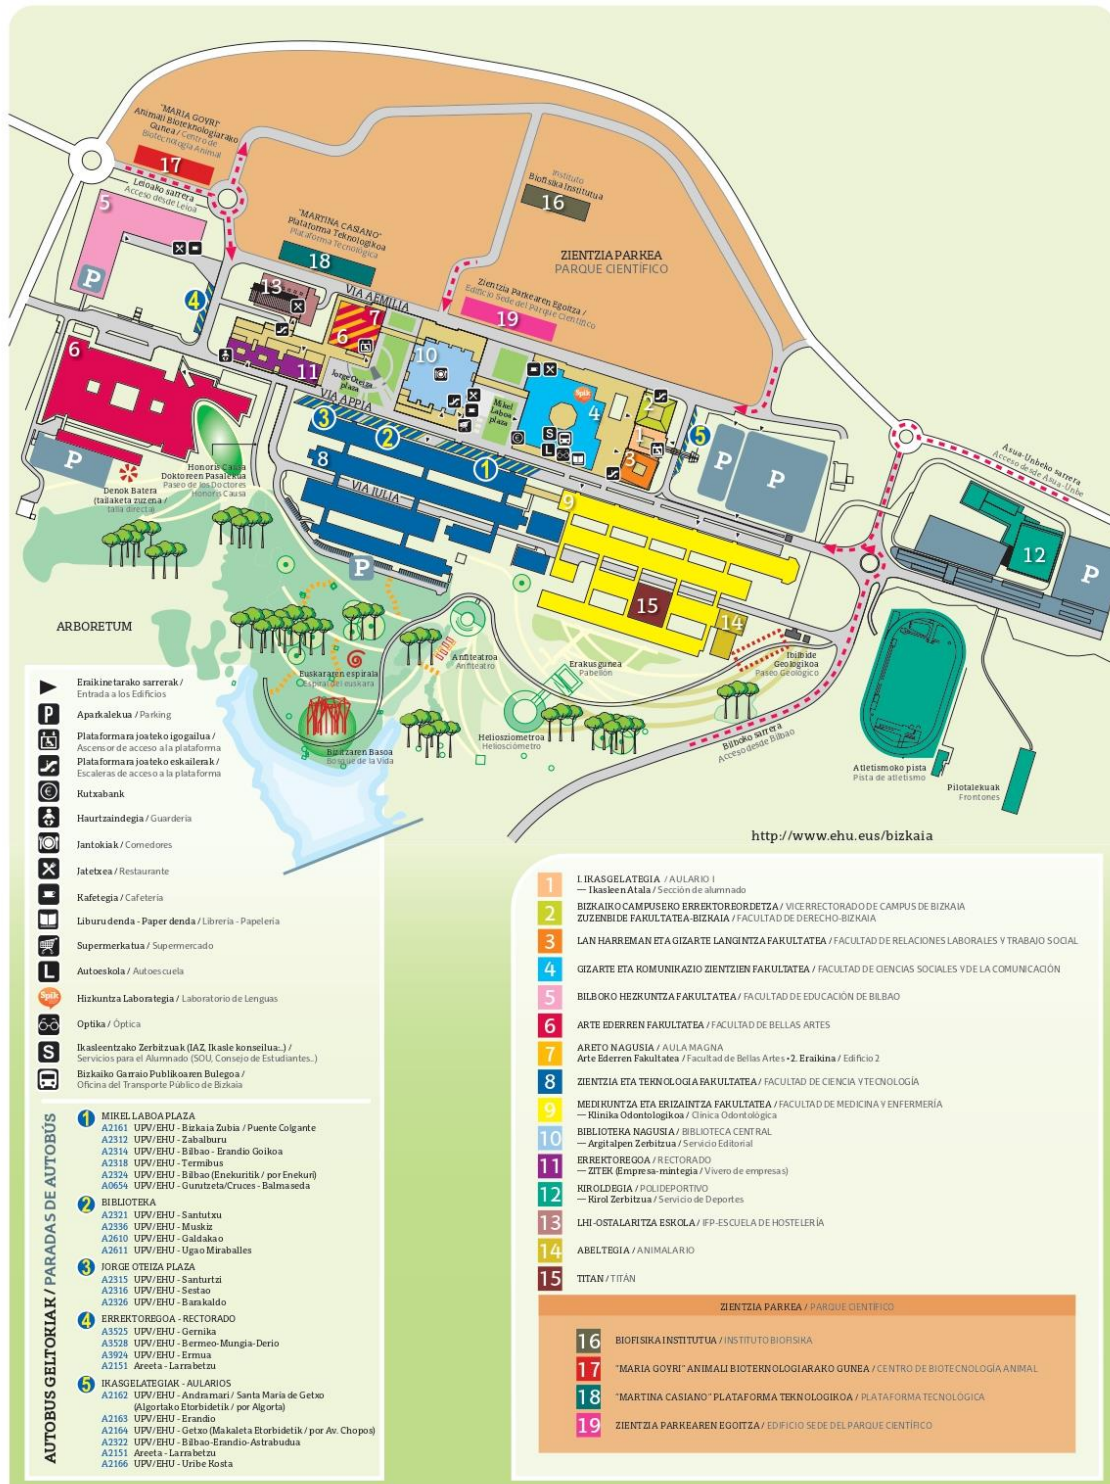 "MARIA GOYRI"
Animali Bioteknologiarako
Gunea / Centro de
Biotecnología Animal
17
Leioako sarrera
Acceso desde Leioa
5
P
4
"MARTINA CASIANO"
Plataforma Teknologikoa
Plataforma Tecnológica
18
13
VIA AEMILIA
7
6
Instituto
Biofisika Institutua
16
ZIENTZIA PARKEA
PARQUE CIENTÍFICO
Zientzia Parkearen Egoitza /
Edificio Sede del Parque Científico
19
10
11
Jorge Oteiza
plaza
VIA APPIA
Mikel
Laboa
plaza
Spik
4
2
1
3
5
P
P
6
P
3
2
1
8
VIA IULIA
9
Denok Batera
(taliaketa zuzena /
talla directa)
Honoris Causa
Doktoreen Pasalekua
Paseo de los Doctores
Honoris Causa
Asua-Unbeko sarrera
Acceso desde Asua-Unbe
12
P
P
15
14
ARBORETUM
Anfiteatroa
Anfiteatro
Euskararen espirala
Espiral del euskara
Erakusgunea
Pabellón
Ibilbide
Geologikoa
Paseo Geológico
Heliosziometroa
Heliosciómetro
Bizitzaren Basoa
Bosque de la Vida
Bilboko sarrera
Acceso desde Bilbao
Atletismoko pista
Pista de atletismo
Pilotalekuak
Frontones
http://www.ehu.eus/bizkaia
Eraikinetarako sarrerak /
Entrada a los Edificios
P Aparkalekua / Parking
Plataformara joateko igogailua /
Ascensor de acceso a la plataforma
Plataformara joateko eskailerak /
Escaleras de acceso a la plataforma
€ Kutxabank
Haurtzaindegia / Guardería
Jantokiak / Comedores
Jatetxea / Restaurante
Kafetegia / Cafetería
Liburu denda - Paper denda / Librería - Papelería
Supermerkatua / Supermercado
L Autoeskola / Autoescuela
Spik Hizkuntza Laborategia / Laboratorio de Lenguas
Optika / Óptica
S Ikasleentzako Zerbitzuak (IAZ, Ikasle konseilua...) /
Servicios para el Alumnado (SOU, Consejo de Estudiantes..)
Bizkaiko Garraio Publikoaren Bulegoa /
Oficina del Transporte Público de Bizkaia
AUTOBUS GELTOKIAK / PARADAS DE AUTOBÚS
1 MIKEL LABOA PLAZA
A2161 UPV/EHU - Bizkaia Zubia / Puente Colgante
A2312 UPV/EHU - Zabalburu
A2314 UPV/EHU - Bilbao - Erandio Goikoa
A2318 UPV/EHU - Termibus
A2324 UPV/EHU - Bilbao (Enekuritik / por Enekuri)
A0654 UPV/EHU - Gurutzeta/Cruces - Balmaseda
2 BIBLIOTEKA
A2321 UPV/EHU - Santutxu
A2336 UPV/EHU - Muskiz
A2610 UPV/EHU - Galdakao
A2611 UPV/EHU - Ugao Miraballes
3 JORGE OTEIZA PLAZA
A2315 UPV/EHU - Santurtzi
A2316 UPV/EHU - Sestao
A2326 UPV/EHU - Barakaldo
4 ERREKTOREGOA - RECTORADO
A3525 UPV/EHU - Gernika
A3528 UPV/EHU - Bermeo-Mungia-Derio
A3924 UPV/EHU - Ermua
A2151 Areeta - Larrabetzu
5 IKASGELATEGIAK - AULARIOS
A2162 UPV/EHU - Andramari / Santa María de Getxo
(Algortako Etorbidetik / por Algorta)
A2163 UPV/EHU - Erandio
A2164 UPV/EHU - Getxo (Makaleta Etorbidetik / por Av. Chopos)
A2322 UPV/EHU - Bilbao-Erandio-Astrabudua
A2151 Areeta - Larrabetzu
A2166 UPV/EHU - Uribe Kosta
1 I. IKASGELATEGIA / AULARIO I
— Ikasleen Atala / Sección de alumnado
2 BIZKAIKO CAMPUSEKO ERREKTOREORDETZA / VICERRECTORADO DE CAMPUS DE BIZKAIA
ZUZENBIDE FAKULTATEA-BIZKAIA / FACULTAD DE DERECHO-BIZKAIA
3 LAN HARREMAN ETA GIZARTE LANGINTZA FAKULTATEA / FACULTAD DE RELACIONES LABORALES Y TRABAJO SOCIAL
4 GIZARTE ETA KOMUNIKAZIO ZIENTZIEN FAKULTATEA / FACULTAD DE CIENCIAS SOCIALES Y DE LA COMUNICACIÓN
5 BILBOKO HEZKUNTZA FAKULTATEA / FACULTAD DE EDUCACIÓN DE BILBAO
6 ARTE EDERREN FAKULTATEA / FACULTAD DE BELLAS ARTES
7 ARETO NAGUSIA / AULA MAGNA
Arte Ederren Fakultatea / Facultad de Bellas Artes • 2. Eraikina / Edificio 2
8 ZIENTZIA ETA TEKNOLOGIA FAKULTATEA / FACULTAD DE CIENCIA Y TECNOLOGÍA
9 MEDIKUNTZA ETA ERIZAINTZA FAKULTATEA / FACULTAD DE MEDICINA Y ENFERMERÍA
— Klinika Odontologikoa / Clínica Odontológica
10 BIBLIOTEKA NAGUSIA / BIBLIOTECA CENTRAL
— Argitalpen Zerbitzua / Servicio Editorial
11 ERREKTOREGOA / RECTORADO
— ZITEK (Empresa-mintegia / Vivero de empresas)
12 KIROLDEGIA / POLIDEPORTIVO
— Kirol Zerbitzua / Servicio de Deportes
13 LHI-OSTALARITZA ESKOLA / IFP-ESCUELA DE HOSTELERÍA
14 ABELTEGIA / ANIMALARIO
15 TITAN / TITÁN
ZIENTZIA PARKEA / PARQUE CIENTÍFICO
16 BIOFISIKA INSTITUTUA / INSTITUTO BIOFISIKA
17 "MARIA GOYRI" ANIMALI BIOTEKNOLOGIARAKO GUNEA / CENTRO DE BIOTECNOLOGÍA ANIMAL
18 "MARTINA CASIANO" PLATAFORMA TEKNOLOGIKOA / PLATAFORMA TECNOLÓGICA
19 ZIENTZIA PARKEAREN EGOITZA / EDIFICIO SEDE DEL PARQUE CIENTÍFICO